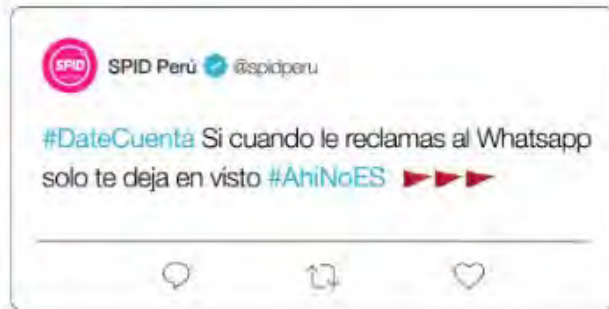 SPID
SPID Perú @spidperu
#DateCuenta Si cuando le reclamas al Whatsapp
solo te deja en visto #AhiNoES